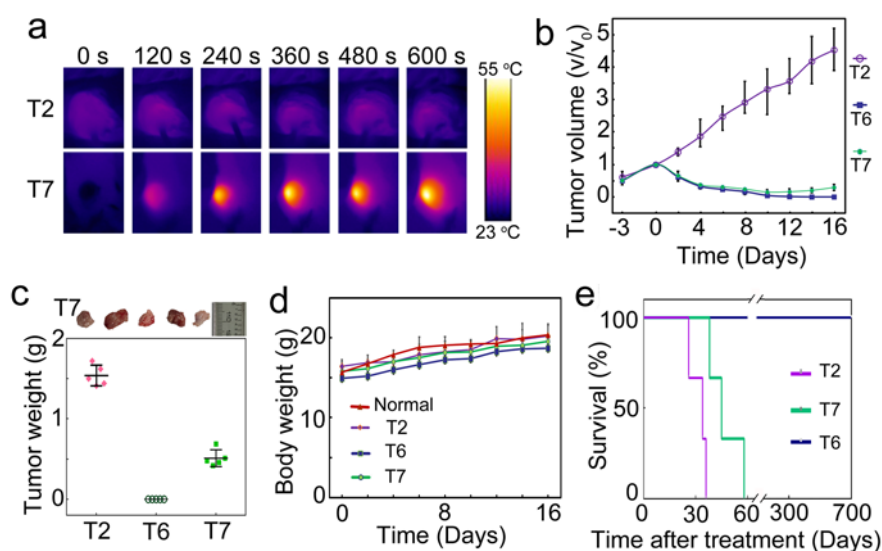 a
0 s 120 s 240 s 360 s 480 s 600 s
T2
T7
55 °C
23 °C
b
Tumor volume (v/v0)
5
4
3
2
1
0
-3 0 4 8 12 16
Time (Days)
T2
T6
T7
c
T7
Tumor weight (g)
2
1
0
T2 T6 T7
d
Body weight (g)
20
10
0
Normal
T2
T6
T7
0 4 8 12 16
Time (Days)
e
Survival (%)
100
50
0
T2
T7
T6
0 30 60 300 700
Time after treatment (Days)